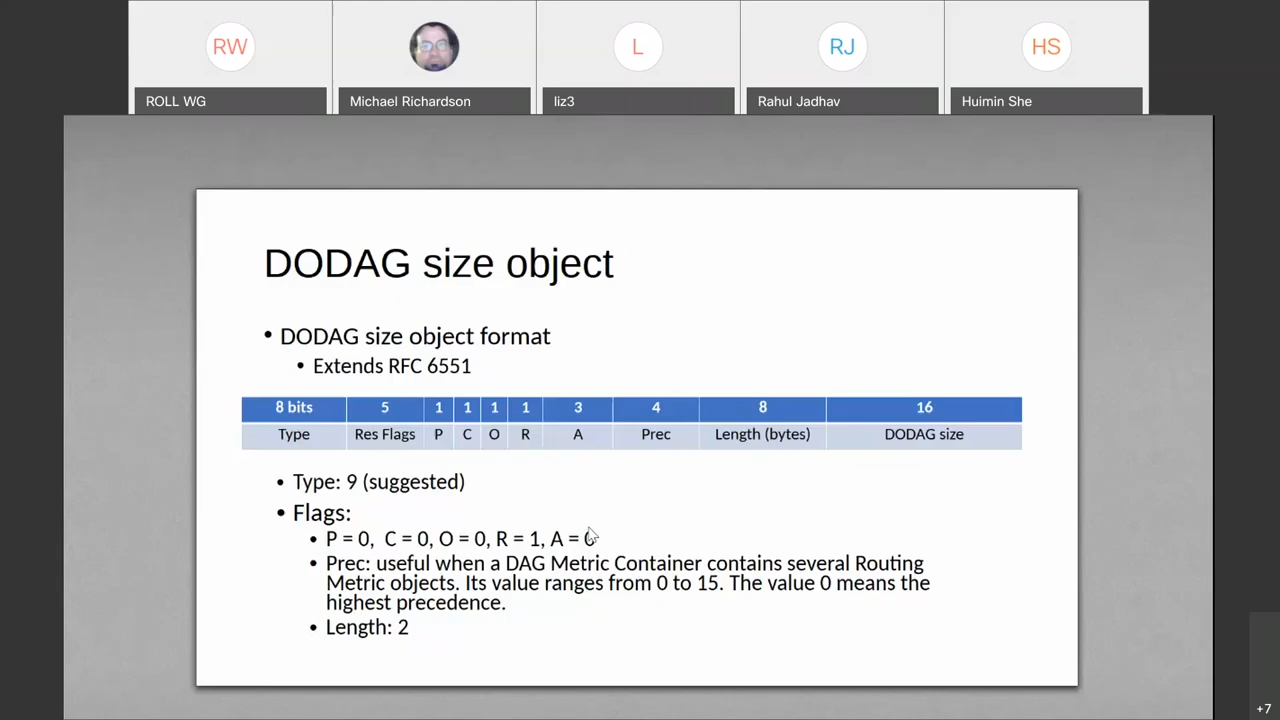 RW
L
RJ
HS
ROLL WG
Michael Richardson
liz3
Rahul Jadhav
Huimin She
DODAG size object
• DODAG size object format
• Extends RFC 6551
8 bits 5 1 1 1 1 3 4 8 16
Type Res Flags P C O R A Prec Length (bytes) DODAG size
• Type: 9 (suggested)
• Flags:
• P = 0, C = 0, O = 0, R = 1, A =
• Prec: useful when a DAG Metric Container contains several Routing
Metric objects. Its value ranges from 0 to 15. The value 0 means the
highest precedence.
• Length: 2
+7